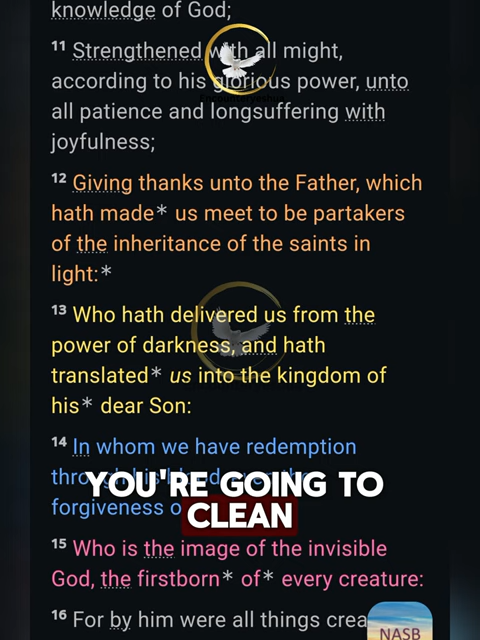 knowledge of God;
11 Strengthened with all might,
according to his glorious power, unto
all patience and longsuffering with
joyfulness;
12 Giving thanks unto the Father, which
hath made* us meet to be partakers
of the inheritance of the saints in
light:*
13 Who hath delivered us from the
power of darkness, and hath
translated* us into the kingdom of
his* dear Son:
14 In whom we have redemption
through his blood,
YOU'RE GOING TO
forgiveness
CLEAN
15 Who is the image of the invisible
God, the firstborn* of* every creature:
16 For by him were all things
NASB